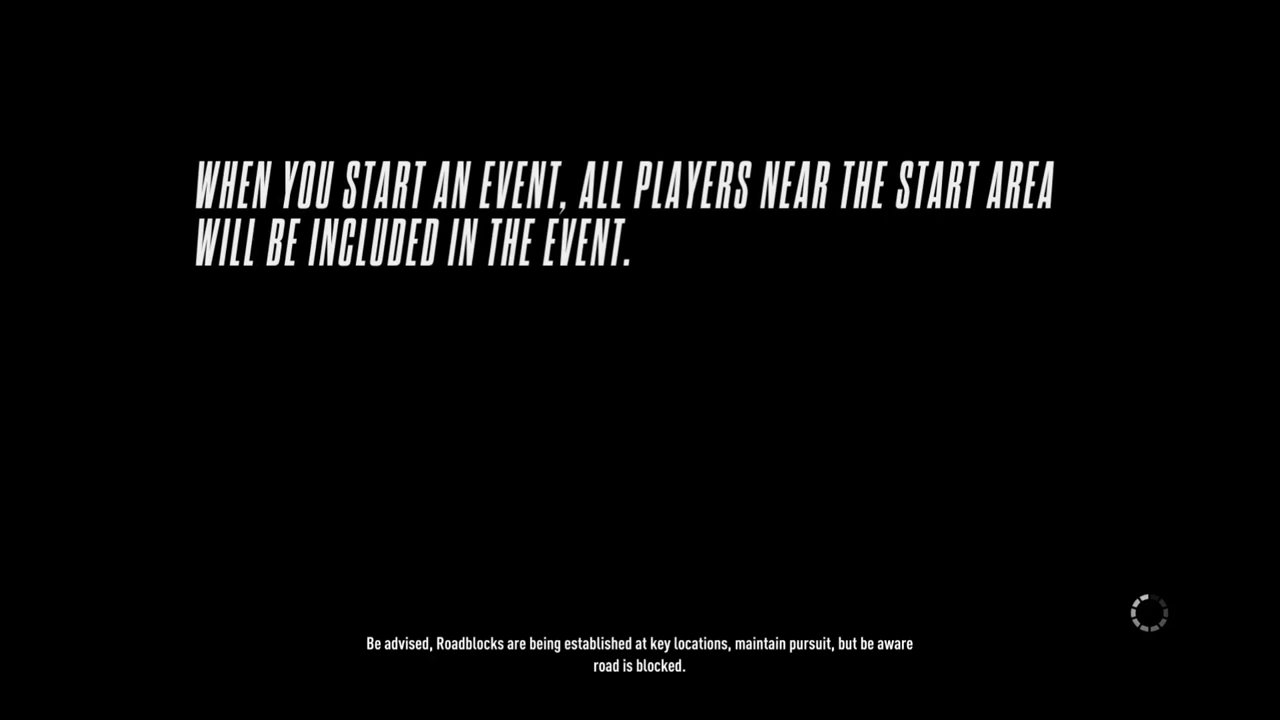 WHEN YOU START AN EVENT, ALL PLAYERS NEAR THE START AREA
WILL BE INCLUDED IN THE EVENT.
Be advised, Roadblocks are being established at key locations, maintain pursuit, but be aware
road is blocked.